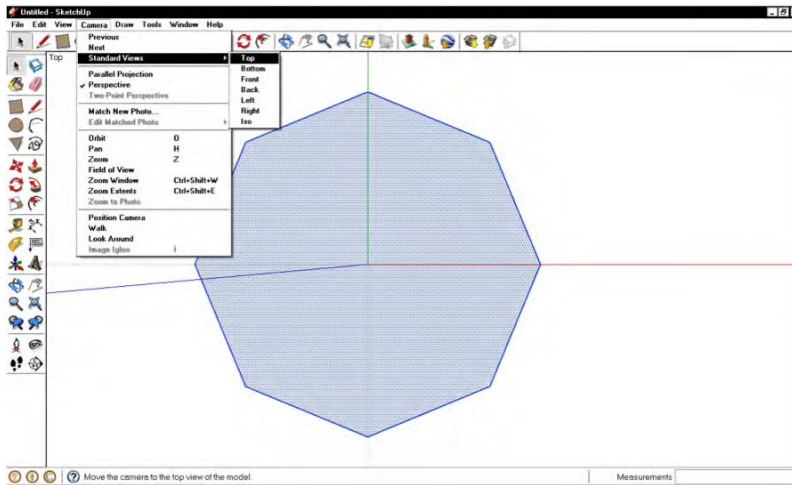 Untitled - SketchUp
File Edit View Camera Draw Tools Window Help
Top
Previous
Next
Standard Views
Parallel Projection
✓ Perspective
Two-Point Perspective
Match New Photo...
Edit Matched Photo
Orbit O
Pan H
Zoom Z
Field of View
Zoom Window Ctrl+Shift+W
Zoom Extents Ctrl+Shift+E
Zoom to Photo
Position Camera
Walk
Look Around
Image Igloo I
Top
Bottom
Front
Back
Left
Right
Iso
Move the camera to the top view of the model.
Measurements